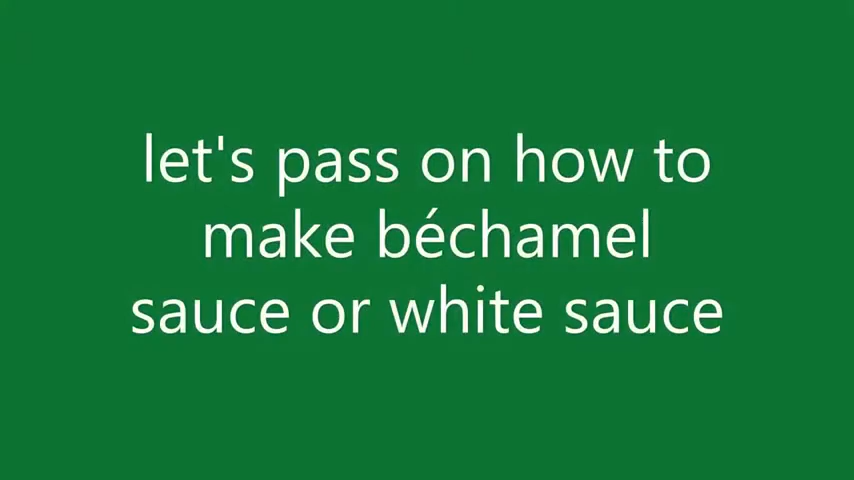 let's pass on how to
make béchamel
sauce or white sauce